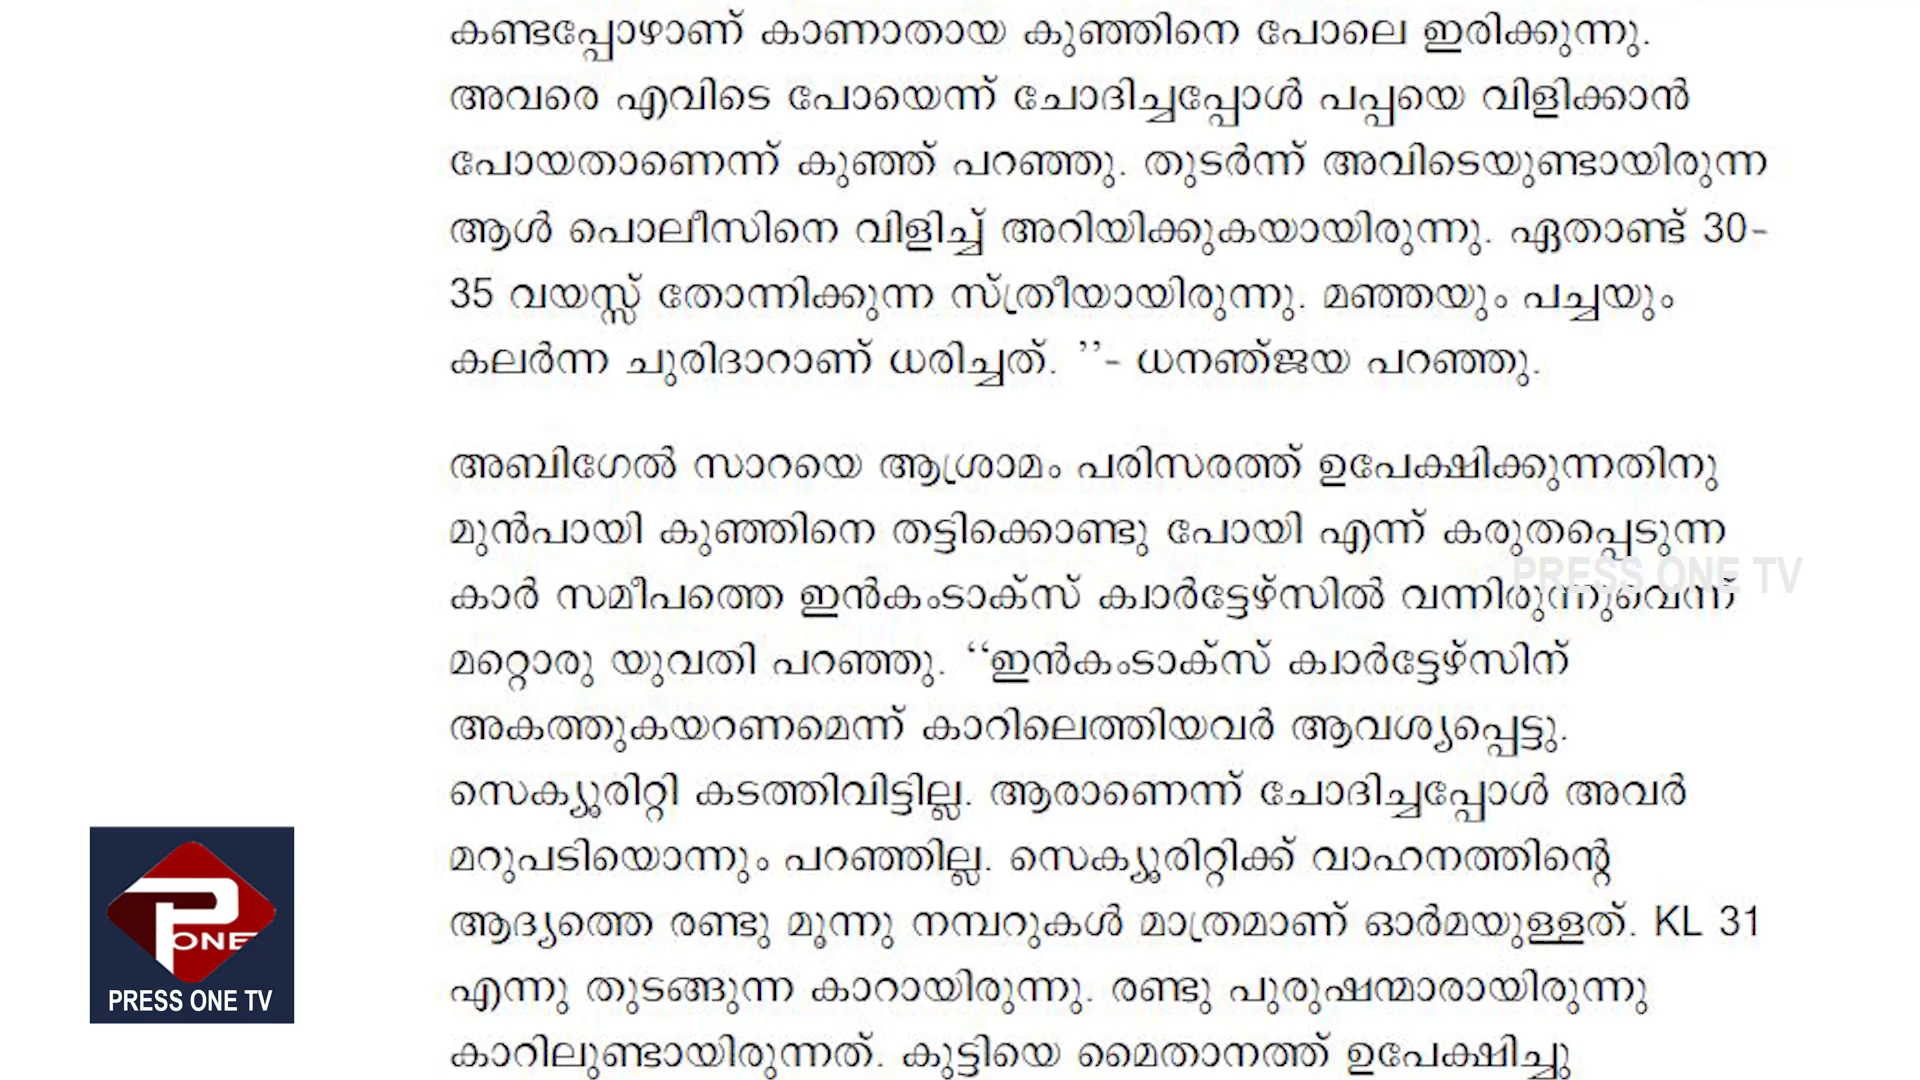 കണ്ടപ്പോഴാണ് കാണാതായ കുഞ്ഞിനെ പോലെ ഇരിക്കുന്നു.
അവരെ എവിടെ പോയെന്ന് ചോദിച്ചപ്പോൾ പപ്പയെ വിളിക്കാൻ
പോയതാണെന്ന് കുഞ്ഞ് പറഞ്ഞു. തുടർന്ന് അവിടെയുണ്ടായിരുന്ന
ആൾ പൊലീസിനെ വിളിച്ച് അറിയിക്കുകയായിരുന്നു. ഏതാണ്ട് 30-
35 വയസ്സ് തോന്നിക്കുന്ന സ്ത്രീയായിരുന്നു. മഞ്ഞയും പച്ചയും
കലർന്ന ചുരിദാറാണ് ധരിച്ചത്. ’’- ധനഞ്ജയ പറഞ്ഞു.
അബിഗേൽ സാറയെ ആശ്രാമം പരിസരത്ത് ഉപേക്ഷിക്കുന്നതിനു
മുൻപായി കുഞ്ഞിനെ തട്ടിക്കൊണ്ടു പോയി എന്ന് കരുതപ്പെടുന്ന
കാർ സമീപത്തെ ഇൻകംടാക്സ് ക്വാർട്ടേഴ്സിൽ വന്നിരുന്നുവെന്ന്
മറ്റൊരു യുവതി പറഞ്ഞു. ‘‘ഇൻകംടാക്സ് ക്വാർട്ടേഴ്സിന്
അകത്തുകയറണമെന്ന് കാറിലെത്തിയവർ ആവശ്യപ്പെട്ടു.
സെക്യൂരിറ്റി കടത്തിവിട്ടില്ല. ആരാണെന്ന് ചോദിച്ചപ്പോൾ അവർ
മറുപടിയൊന്നും പറഞ്ഞില്ല. സെക്യൂരിറ്റിക്ക് വാഹനത്തിന്റെ
ആദ്യത്തെ രണ്ടു മൂന്നു നമ്പറുകൾ മാത്രമാണ് ഓർമയുള്ളത്. KL 31
എന്നു തുടങ്ങുന്ന കാറായിരുന്നു. രണ്ടു പുരുഷന്മാരായിരുന്നു
കാറിലുണ്ടായിരുന്നത്. കുട്ടിയെ മൈതാനത്ത് ഉപേക്ഷിച്ചു
PRESS ONE TV
P ONE
PRESS ONE TV